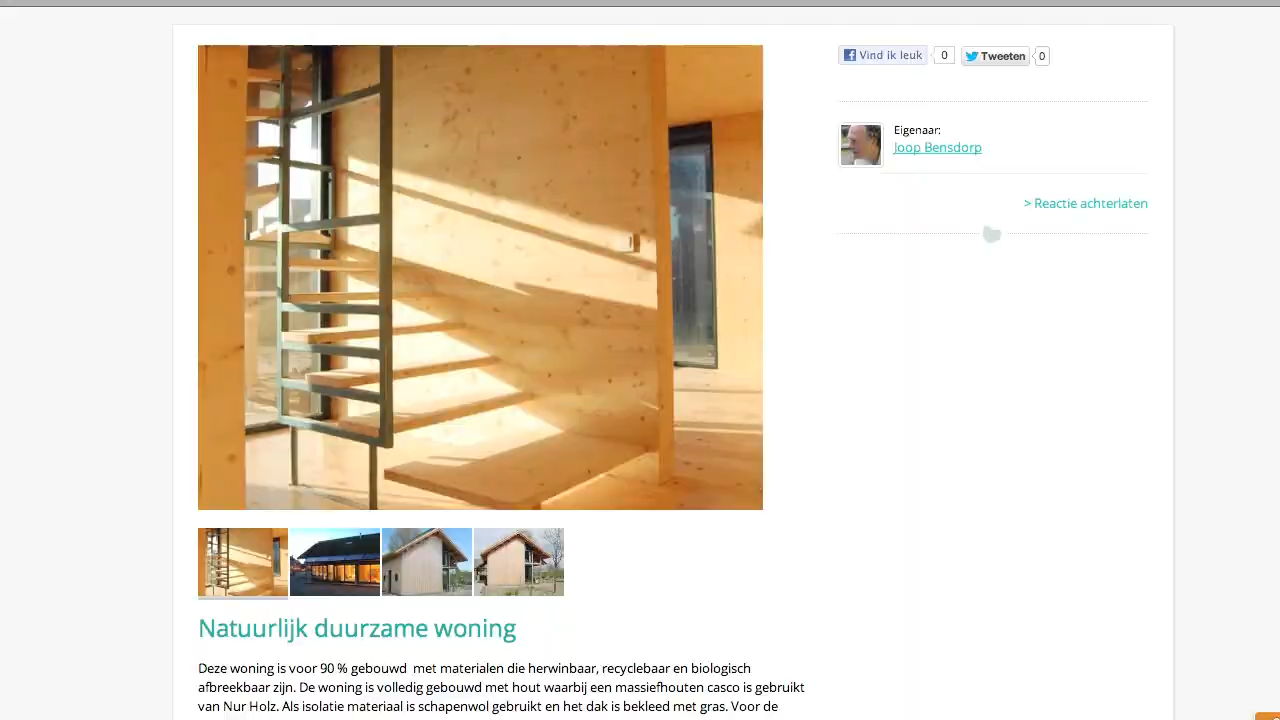 Vind ik leuk 0 Tweeten 0
Eigenaar:
Joop Bensdorp
> Reactie achterlaten
Natuurlijk duurzame woning
Deze woning is voor 90 % gebouwd met materialen die herwinbaar, recyclebaar en biologisch
afbreekbaar zijn. De woning is volledig gebouwd met hout waarbij een massiefhouten casco is gebruikt
van Nur Holz. Als isolatie materiaal is schapenwol gebruikt en het dak is bekleed met gras. Voor de